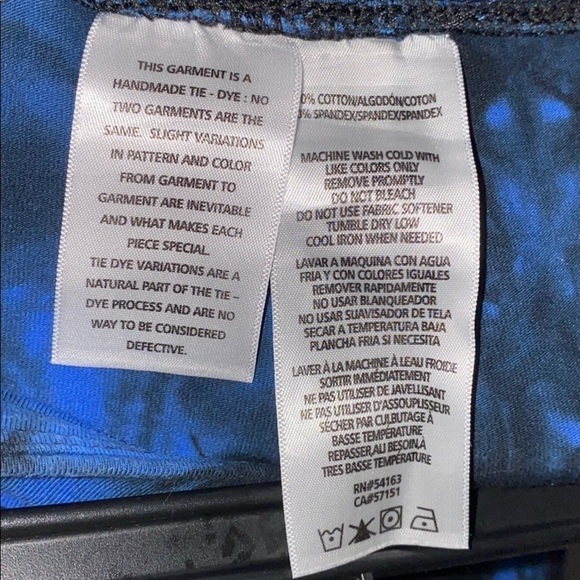 THIS GARMENT IS A
HANDMADE TIE - DYE : NO
TWO GARMENTS ARE THE
SAME. SLIGHT VARIATIONS
IN PATTERN AND COLOR
FROM GARMENT TO
GARMENT ARE INEVITABLE
AND WHAT MAKES EACH
PIECE SPECIAL.
TIE DYE VARIATIONS ARE A
NATURAL PART OF THE TIE –
DYE PROCESS AND ARE NO
WAY TO BE CONSIDERED
DEFECTIVE.
COTTON/ALGODÓN/COTON
SPANDEX/SPANDEX/SPANDEX
MACHINE WASH COLD WITH
LIKE COLORS ONLY
REMOVE PROMPTLY
DO NOT BLEACH
DO NOT USE FABRIC SOFTENER
TUMBLE DRY LOW
COOL IRON WHEN NEEDED
LAVAR A MAQUINA CON AGUA
FRIA Y CON COLORES IGUALES
REMOVER RAPIDAMENTE
NO USAR BLANQUEADOR
NO USAR SUAVISADOR DE TELA
SECAR A TEMPERATURA BAJA
PLANCHA FRIA SI NECESITA
LAVER À LA MACHINE À LEAU FROIDE
SORTIR IMMÉDIATEMENT
NE PAS UTILISER DE JAVELLISANT
NE PAS UTILISER D'ASSOUPLISSEUR
SÉCHER PAR CULBUTAGE À
BASSE TEMPÉRATURE
REPASSER,AU BESOIN,À
TRES BASSE TEMPÉRATURE
RN#54163
CA#57151